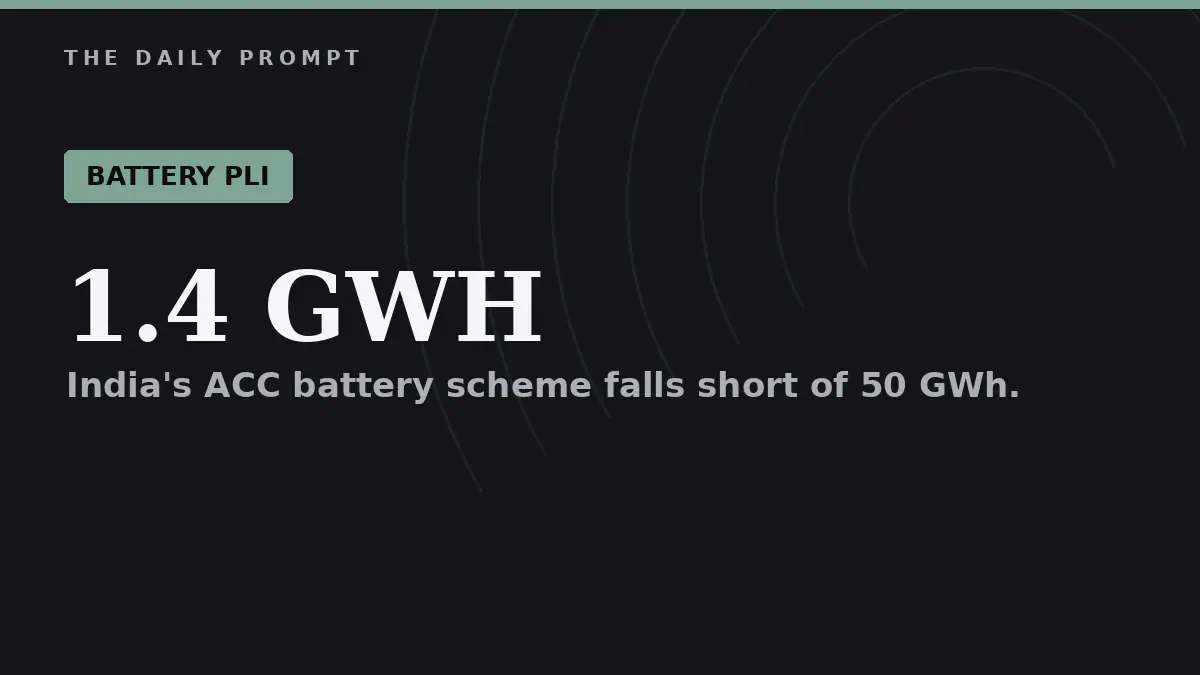 THE DAILY PROMPT
BATTERY PLI
1.4 GWH
India's ACC battery scheme falls short of 50 GWh.